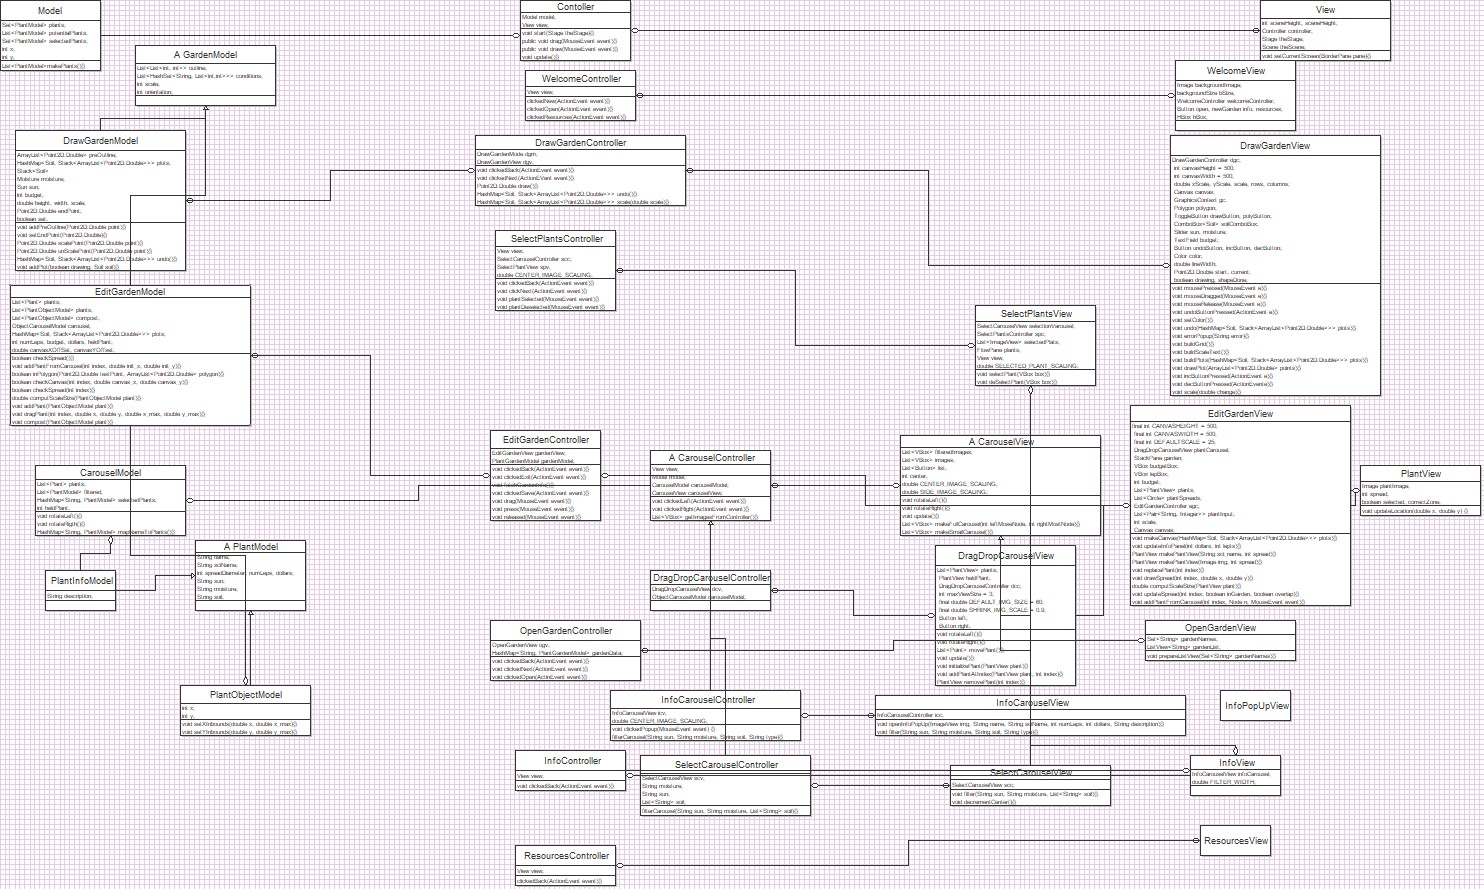 Model
Set<PlantModel> plants,
List<PlantModel> potentialPlants,
Set<PlantModel> selectedPlants,
int x,
int y,
List<PlantModel>makePlants(){}
A GardenModel
List<List<int, int>> outline,
List<HashSet<String, List<int,int>>> conditions,
int scale,
int orientation,
DrawGardenModel
ArrayList<Point2D.Double> preOutline,
HashMap<Soil, Stack<ArrayList<Point2D.Double>>> plots,
Stack<Soil>
Moisture moisture,
Sun sun,
int budget,
double height, width, scale,
Point2D.Double endPoint,
boolean set,
void addPreOutline(Point2D.Double point){}
void setEndPoint(Point2D.Double){}
Point2D.Double scalePoint(Point2D.Double point){}
Point2D.Double unScalePoint(Point2D.Double point){}
HashMap<Soil, Stack<ArrayList<Point2D.Double>>> undo(){}
void addPlot(boolean drawing, Soil soil){}
EditGardenModel
List<Plant> plants,
List<PlantObjectModel> plants,
List<PlantObjectModel> compost,
ObjectCarouselModel carousel,
HashMap<Soil, Stack<ArrayList<Point2D.Double>>> plots,
int numLeps, budget, dollars, heldPlant,
double canvasXOffSet, canvasYOffset,
boolean checkSpread(){}
void addPlantFromCarousel(int index, double init_x, double init_y){}
boolean inPolygon(Point2D.Double testPoint, ArrayList<Point2D.Double> polygon){}
boolean checkCanvas(int index, double canvas_x, double canvas_y){}
boolean checkSpread(int index){}
double computScaleSize(PlantObjectModel plant){}
void addPlant(PlantObjectModel plant){}
void dragPlant(int index, double x, double y, double x_max, double y_max){}
void compost(PlantObjectModel plant){}
CarouselModel
List<Plant> plants,
List<PlantModel> filtered,
HashMap<String, PlantModel> selectedPlants,
int heldPlant,
void rotateLeft(){}
void rotateRigth(){}
HashMap<String, PlantModel> mapNameToPlants(){}
PlantInfoModel
String description,
A PlantModel
String name,
String sciName,
int spreadDiameter, numLeps, dollars,
String sun,
String moisture,
String soil,
PlantObjectModel
int x,
int y,
void setXInbounds(double x, double x_max){}
void setYInbounds(double y, double y_max){}
Contoller
Model model,
View view,
void start(Stage theStage){}
public void drag(MouseEvent event){}
public void draw(MouseEvent event){}
void update(){}
WelcomeController
View view,
clickedNew(ActionEvent event){}
clickedOpen(ActionEvent event){}
clickedResources(ActionEvent event){}
DrawGardenController
DrawGardenMode dgm,
DrawGardenView dgv,
void clickedBack(ActionEvent event){}
void clickedNext(ActionEvent event){}
Point2D.Double draw(){}
HashMap<Soil, Stack<ArrayList<Point2D.Double>>> undo(){}
HashMap<Soil, Stack<ArrayList<Point2D.Double>>> scale(double scale){}
SelectPlantsController
View view,
SelectCarouselController scc,
SelectPlantView spv,
double CENTER_IMAGE_SCALING,
void clickedBack(ActionEvent event){}
void clickNext(ActionEvent event){}
void plantSelected(MouseEvent event){}
void plantDeselected(MouseEvent event){}
EditGardenController
EditGardenView gardenView,
PlantGardenModel gardenModel,
void clickedBack(ActionEvent event){}
void clickedExit(ActionEvent event){}
void clickedSave(ActionEvent event){}
void drag(MouseEvent event){}
void press(MouseEvent event){}
void released(MouseEvent event){}
A CarouselController
View view,
Model model,
CarouselModel carouselModel,
CarouselView carouselView,
void clickedLeft(ActionEvent event){}
void clickedRight(ActionEvent event){}
List<VBox> getImagesFromController(){}
DragDropCarouselController
DragDropCarouselView dcv,
ObjectCarouselModel carouselModel,
OpenGardenController
OpenGardenView ogv,
HashMap<String, PlantGardenModel> gardenData,
void clickedBack(ActionEvent event){}
void clickedNext(ActionEvent event){}
void clickedOpen(ActionEvent event){}
InfoCarouselController
InfoCarouselView icv,
double CENTER_IMAGE_SCALING,
void clickedPopup(MouseEvent event) {}
filterCarousel(String sun, String moisture, String soil, String type){}
InfoController
View view,
void clickedBack(ActionEvent event){}
SelectCarouselController
SelectCarouselView scv,
String moisture,
String sun,
List<String> soil,
filterCarousel(String sun, String moisture, List<String> soil){}
ResourcesController
View view,
clickedBack(ActionEvent event){}
View
int sceneHeight, sceneHeight,
Controller controller,
Stage theStage,
Scene theScene,
void setCurrentScreen(BorderPane pane){}
WelcomeView
Image backgroundImage,
backgroundSize bSize,
WelcomeController welcomeController,
Button open, newGarden info, resources,
HBox hBox,
DrawGardenView
DrawGardenController dgc,
int canvasHeight = 500,
int canvasWidth = 500,
double xScale, yScale, scale, rows, columns,
Canvas canvas,
GraphicsContext gc,
Polygon polygon,
ToggleButton drawButton, polyButton,
ComboBox<Soil> soilComboBox,
Slider sun, moisture,
TextField budget,
Button undoButton, incButton, decButton,
Color color,
double lineWidth,
Point2D.Double start, current,
boolean drawing, shapeDone,
void mousePressed(MouseEvent e){}
void mouseDragged(MouseEvent e){}
void mouseRelease(MouseEvent e){}
void undoButtonPressed(ActionEvent e){}
void setColor(){}
void undo(HashMap<Soil, Stack<ArrayList<Point2D.Double>>> plots){}
void errorPopup(String error){}
void buildGrid(){}
void buildScaleText(){}
void buildPlots(HashMap<Soil, Stack<ArrayList<Point2D.Double>>> plots){}
void drawPlot(ArrayList<Point2D.Double> points){}
void incButtonPressed(ActionEvent e){}
void decButtonPressed(ActionEvent e){}
void scale(double change){}
SelectPlantsView
SelectCarouselView selectionVarousel,
SelectPlantsController spc,
List<ImageView> selectedPlats,
FlowPane plants,
View view,
double SELECTED_PLANT_SCALING,
void selectPlant(VBox box){}
void deSelectPlant(VBox box){}
A CarouselView
List<VBox> filteredImages,
List<VBox> images,
List<Button> list,
int center,
double CENTER_IMAGE_SCALING,
double SIDE_IMAGE_SCALING,
void rotateLeft(){}
void rotateRight(){}
void update(){}
List<VBox> makeFullCarousel(int leftMostNode, int rightMostNode){}
List<VBox> makeSmallCarousel(){}
DragDropCarouselView
List<PlantView> plants,
PlantView heldPlant,
DragDropCarouselController dcc,
int maxViewSize = 3,
final double DEFAULT_IMG_SIZE = 80,
final double SHRINK_IMG_SCALE = 0.9,
Button left,
Button right,
void rotateLeft(){}
void rotateRight(){}
List<Point> movePlant(){}
void update(){}
void initializePlant(PlantView plant){}
void addPlantAtIndex(PlantView plant, int index){}
PlantView removePlant(int index){}
EditGardenView
final int CANVASHEIGHT = 500,
final int CANVASWIDTH = 500,
final int DEFAULTSCALE = 25,
DragDropCarouselView plantCarousel,
StackPane garden,
VBox budgetBox,
VBox lepBox,
int budget,
List<PlantView> plants,
List<Circle> plantSpreads,
EditGardenController egc,
List<Pair<String, Integer>> plantInput,
int scale,
Canvas canvas,
void makeCanvas(HashMap<Soil, Stack<ArrayList<Point2D.Double>>> plots){}
void updateInfoPanel(int dollars, int lepts){}
PlantView makePlantView(String sci_name, int spread){}
PlantView makePlantView(Image img, int spread){}
void replacePlant(int index){}
void drawSpread(int index, double x, double y){}
double computScaleSize(PlantView plant){}
void updateSpread(int index, boolean inGarden, boolean overlap){}
void addPlantFromCarousel(int index, Node n, MouseEvent event){}
PlantView
Image plantImage,
int spread,
boolean selected, correctZone,
void updateLocation(double x, double y) {}
OpenGardenView
Set<String> gardenNames,
ListView<String> gardenList,
void prepareListView(Set<String> gardenNames){}
InfoCarouselView
InfoCarouselController icc,
void openInfoPopUp(ImageView img, String name, String sciName, int numLeps, int dollars, String description){}
void filter(String sun, String moisture, String soil, String type){}
InfoPopUpView
SelectCarouselView
SelectCarouselView scc,
void filter(String sun, String moisture, List<String> soil){}
void decrementCenter(){}
InfoView
InfoCarouselView infoCarousel,
double FILTER_WIDTH,
ResourcesView